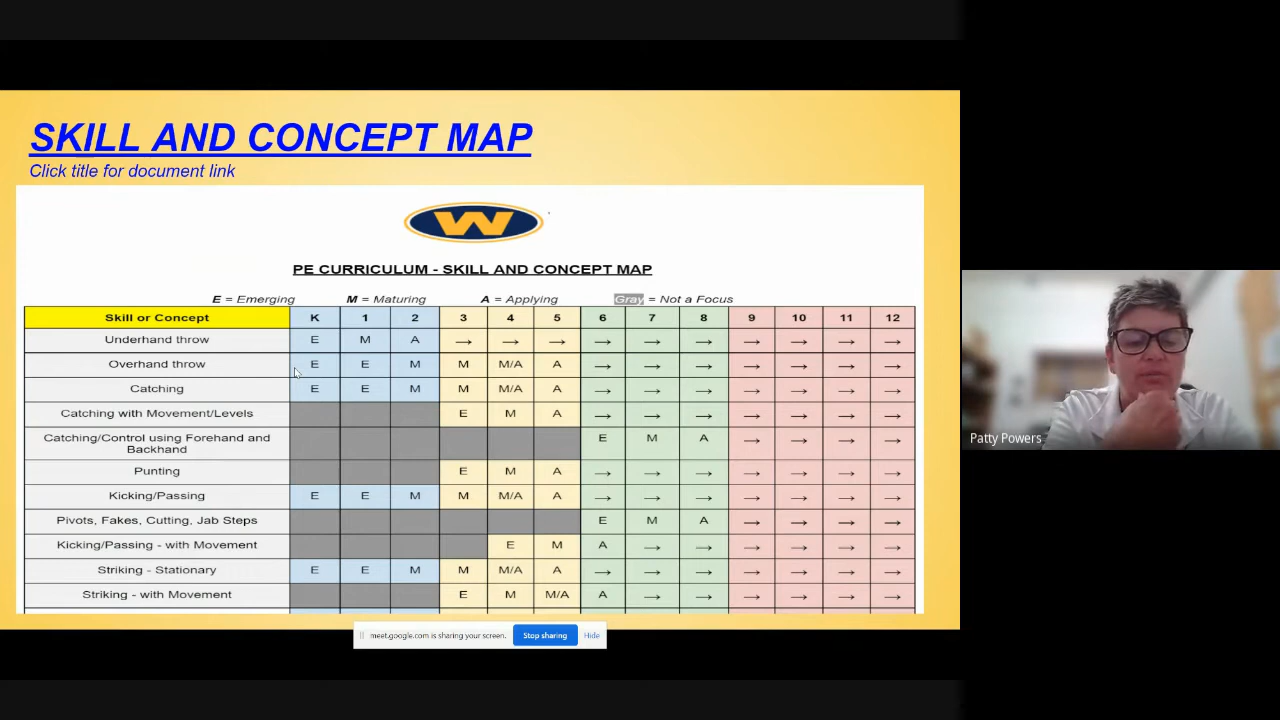 SKILL AND CONCEPT MAP
Click title for document link
W
PE CURRICULUM - SKILL AND CONCEPT MAP
E = Emerging M = Maturing A = Applying Gray = Not a Focus
Skill or Concept K 1 2 3 4 5 6 7 8 9 10 11 12
Underhand throw E M A → → → → → → → → → →
Overhand throw E E M M M/A A → → → → → → →
Catching E E M M M/A A → → → → → → →
Catching with Movement/Levels E M A → → → → → → →
Catching/Control using Forehand and
Backhand E M A → → → →
Punting E M A → → → → → → →
Kicking/Passing E E M M M/A A → → → → → → →
Pivots, Fakes, Cutting, Jab Steps E M A → → → →
Kicking/Passing - with Movement E M A → → → → → →
Striking - Stationary E E M M M/A A → → → → → → →
Striking - with Movement E M M/A A → → → → → →
Patty Powers
meet.google.com is sharing your screen. Stop sharing Hide